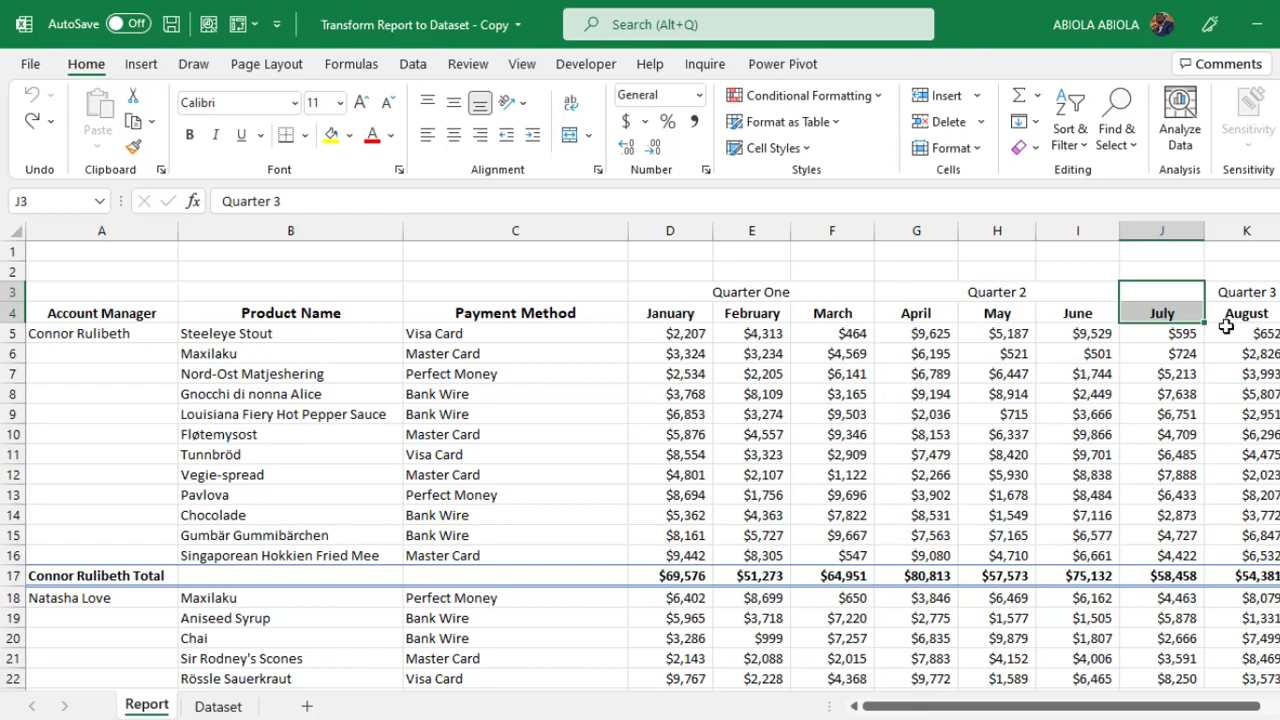 AutoSave Off Transform Report to Dataset - Copy Search (Alt+Q) ABIOLA ABIOLA
File Home Insert Draw Page Layout Formulas Data Review View Developer Help Inquire Power Pivot Comments
Paste
Calibri 11
B I U A
ab c
General
$ % 9
Conditional Formatting
Format as Table
Cell Styles
Insert
Delete
Format
Sort & Filter
Find & Select
Analyze Data
Sensitivity
Undo Clipboard Font Alignment Number Styles Cells Editing Analysis Sensitivity
J3 fx Quarter 3
A B C D E F G H I J K
1
2
3 Quarter One Quarter 2 Quarter 3
4 Account Manager Product Name Payment Method January February March April May June July August
5 Connor Rulibeth Steeleye Stout Visa Card $2,207 $4,313 $464 $9,625 $5,187 $9,529 $595 $652
6 Maxilaku Master Card $3,324 $3,234 $4,569 $6,195 $521 $501 $724 $2,826
7 Nord-Ost Matjeshering Perfect Money $2,534 $2,205 $6,141 $6,789 $6,447 $1,744 $5,213 $3,993
8 Gnocchi di nonna Alice Bank Wire $3,768 $8,109 $3,165 $9,194 $8,914 $2,449 $7,638 $5,807
9 Louisiana Fiery Hot Pepper Sauce Bank Wire $6,853 $3,274 $9,503 $2,036 $715 $3,666 $6,751 $2,951
10 Fløtemysost Master Card $5,876 $4,557 $9,346 $8,153 $6,337 $9,866 $4,709 $6,296
11 Tunnbröd Visa Card $8,554 $3,323 $2,909 $7,479 $8,420 $9,701 $6,485 $4,475
12 Vegie-spread Master Card $4,801 $2,107 $1,122 $2,266 $5,930 $8,838 $7,888 $2,023
13 Pavlova Perfect Money $8,694 $1,756 $9,696 $3,902 $1,678 $8,484 $6,433 $8,207
14 Chocolade Bank Wire $5,362 $4,363 $7,822 $8,531 $1,549 $7,116 $2,873 $3,772
15 Gumbär Gummibärchen Bank Wire $8,161 $5,727 $9,667 $7,563 $7,165 $6,577 $4,727 $6,847
16 Singaporean Hokkien Fried Mee Master Card $9,442 $8,305 $547 $9,080 $4,710 $6,661 $4,422 $6,532
17 Connor Rulibeth Total $69,576 $51,273 $64,951 $80,813 $57,573 $75,132 $58,458 $54,381
18 Natasha Love Maxilaku Perfect Money $6,402 $8,699 $650 $3,846 $6,469 $6,162 $4,463 $8,079
19 Aniseed Syrup Bank Wire $5,965 $3,718 $7,220 $2,775 $1,577 $1,505 $5,878 $1,331
20 Chai Bank Wire $3,286 $999 $7,257 $6,835 $9,879 $1,807 $2,666 $7,499
21 Sir Rodney's Scones Master Card $2,143 $2,088 $2,015 $7,883 $4,152 $4,006 $3,591 $8,469
22 Rössle Sauerkraut Visa Card $9,767 $2,228 $4,368 $9,772 $1,589 $6,465 $8,250 $3,573
Report Dataset